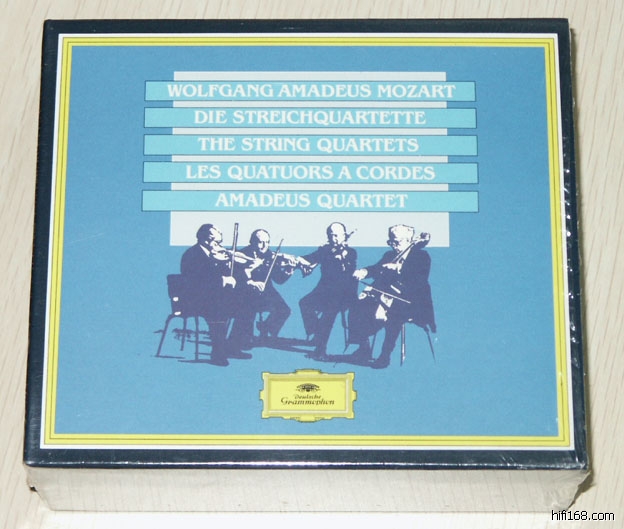 WOLFGANG AMADEUS MOZART
DIE STREICHQUARTETTE
THE STRING QUARTETS
LES QUATUORS A CORDES
AMADEUS QUARTET
Deutsche
Grammophon
hifi168.com